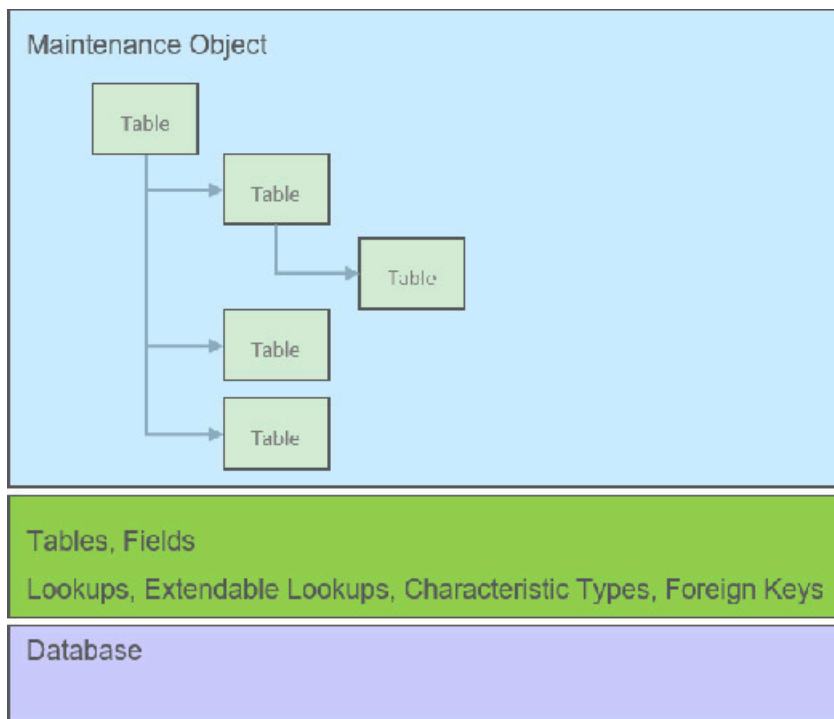 Maintenance Object
Table
Table
Table
Table
Table
Tables, Fields
Lookups, Extendable Lookups, Characteristic Types, Foreign Keys
Database